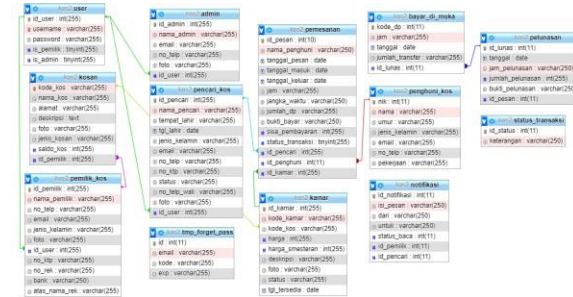 kos2 user
id_user : int(255)
username : varchar(255)
password : varchar(255)
is_pemilik : tinyint(255)
is_admin : tinyint(255)
kos2 kosan
kode_kos : varchar(255)
nama_kos : varchar(255)
alamat : varchar(255)
deskripsi : text
foto : varchar(255)
jenis_kosan : varchar(255)
saldo_kos : int(255)
id_pemilik : int(255)
kos2 pemilik_kos
id_pemilik : int(255)
nama_pemilik : varchar(255)
no_telp : varchar(255)
email : varchar(255)
jenis_kelamin : varchar(255)
foto : varchar(255)
id_user : int(255)
no_ktp : varchar(255)
no_rek : varchar(255)
bank : varchar(250)
atas_nama_rek : varchar(255)
kos2 admin
id_admin : int(255)
nama_admin : varchar(255)
email : varchar(255)
no_telp : varchar(255)
foto : varchar(255)
id_user : int(255)
kos2 pencari_kos
id_pencari : int(255)
nama_pencari : varchar(255)
tempat_lahir : varchar(255)
tgl_lahir : date
jenis_kelamin : varchar(255)
email : varchar(255)
no_telp : varchar(255)
no_ktp : varchar(255)
status : varchar(255)
no_telp_wali : varchar(255)
foto : varchar(255)
id_user : int(255)
kos2 tmp_forget_pass
id : int(11)
email : varchar(255)
kode : varchar(255)
exp : varchar(255)
kos2 pemesanan
id_pesan : int(10)
nama_penghuni : varchar(250)
tanggal_pesan : date
tanggal_masuk : date
tanggal_keluar : date
jam : varchar(255)
jangka_waktu : varchar(250)
jumlah_dp : int(255)
bukti_bayar : varchar(250)
sisa_pembayaran : int(255)
status_transaksi : tinyint(255)
id_pencari : int(255)
id_penghuni : int(11)
id_kamar : int(255)
kos2 kamar
id_kamar : int(255)
kode_kamar : varchar(255)
kode_kos : varchar(255)
harga : int(255)
harga_smesteran : int(255)
deskripsi : varchar(255)
foto : varchar(255)
status : varchar(255)
tgl_tersedia : date
kos2 bayar_di_muka
kode_dp : int(11)
jam : varchar(255)
tanggal : date
jumlah_transfer : varchar(255)
id_lunas : int(11)
kos2 penghuni_kos
nik : int(11)
nama : varchar(255)
umur : varchar(255)
jenis_kelamin : varchar(255)
email : varchar(255)
no_telp : varchar(255)
pekerjaan : varchar(255)
kos2 notifikasi
id_notifikasi : int(11)
isi_pesan : varchar(250)
dari : varchar(250)
untuk : varchar(250)
status_baca : int(11)
id_pemilik : int(11)
id_pencari : int(11)
kos2 pelunasan
id_lunas : int(11)
tanggal : date
jam_pelunasan : varchar(250)
jumlah_pelunasan : int(255)
bukti_pelunasan : varchar(250)
id_pesan : int(11)
kos2 status_transaksi
id_status : int(11)
keterangan : varchar(250)